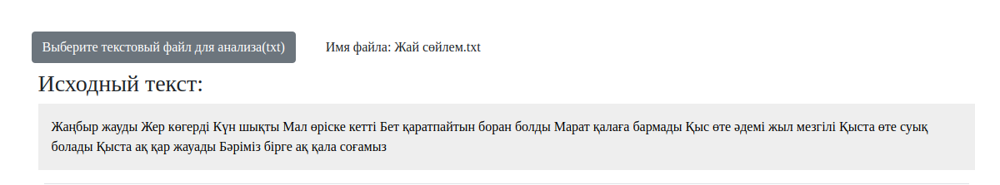 Выберите текстовый файл для анализа(txt)
Имя файла: Жай сөйлем.txt
Исходный текст:
Жаңбыр жауды Жер көгерді Күн шықты Мал өріске кетті Бет қаратпайтын боран болды Марат қалаға бармады Қыс өте әдемі жыл мезгілі Қыста өте суық
болады Қыста ақ қар жауады Бәріміз бірге ақ қала соғамыз